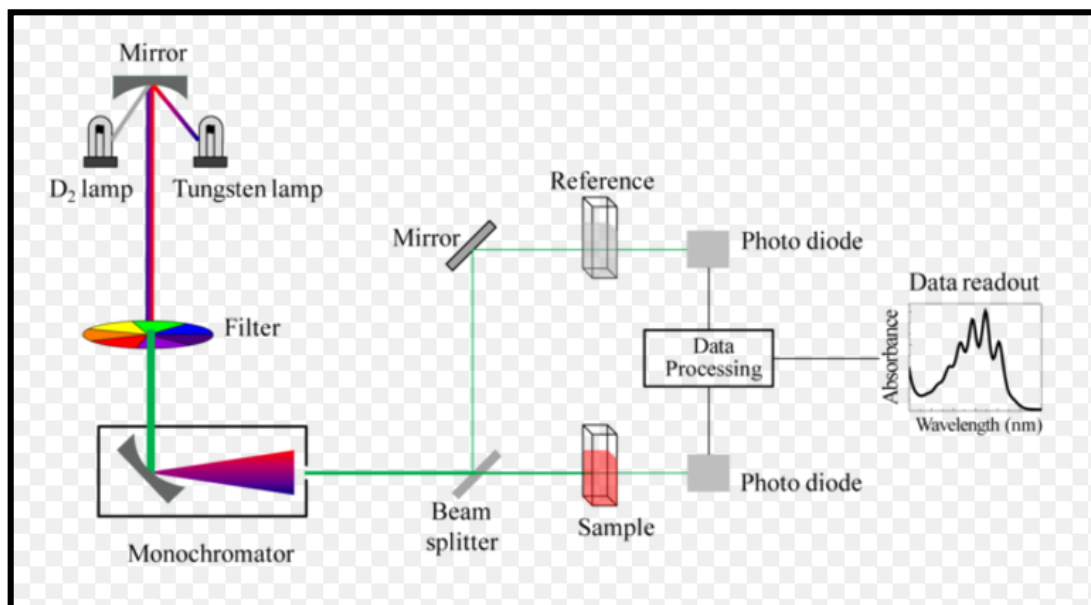 Mirror
D₂ lamp
Tungsten lamp
Filter
Monochromator
Mirror
Beam
splitter
Reference
Sample
Photo diode
Data
Processing
Photo diode
Data readout
Absorbance
Wavelength (nm)